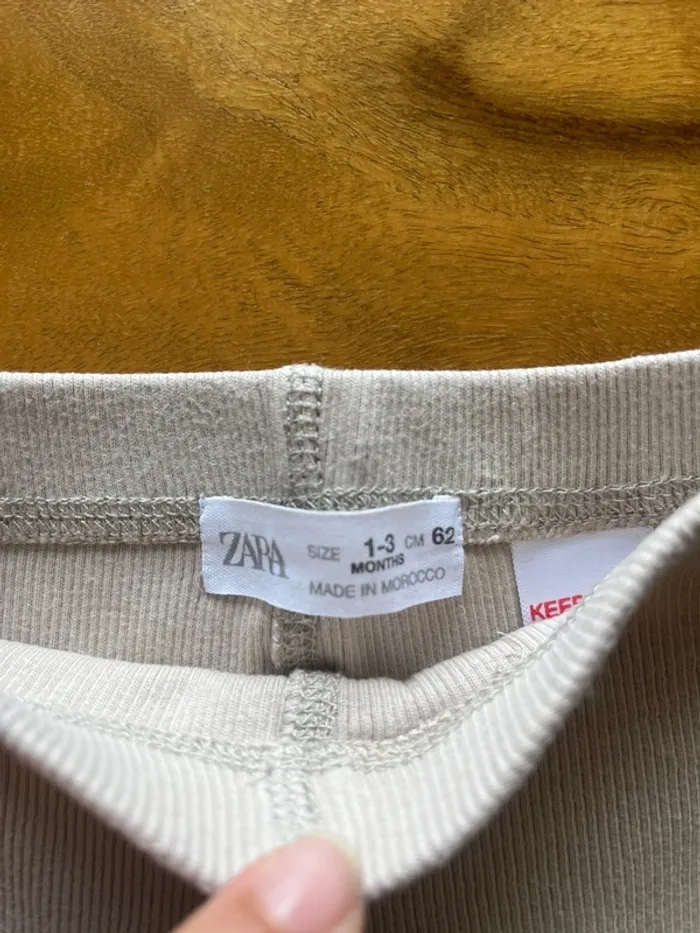 ZARA SIZE 1-3 CM 62
MONTHS
MADE IN MOROCCO